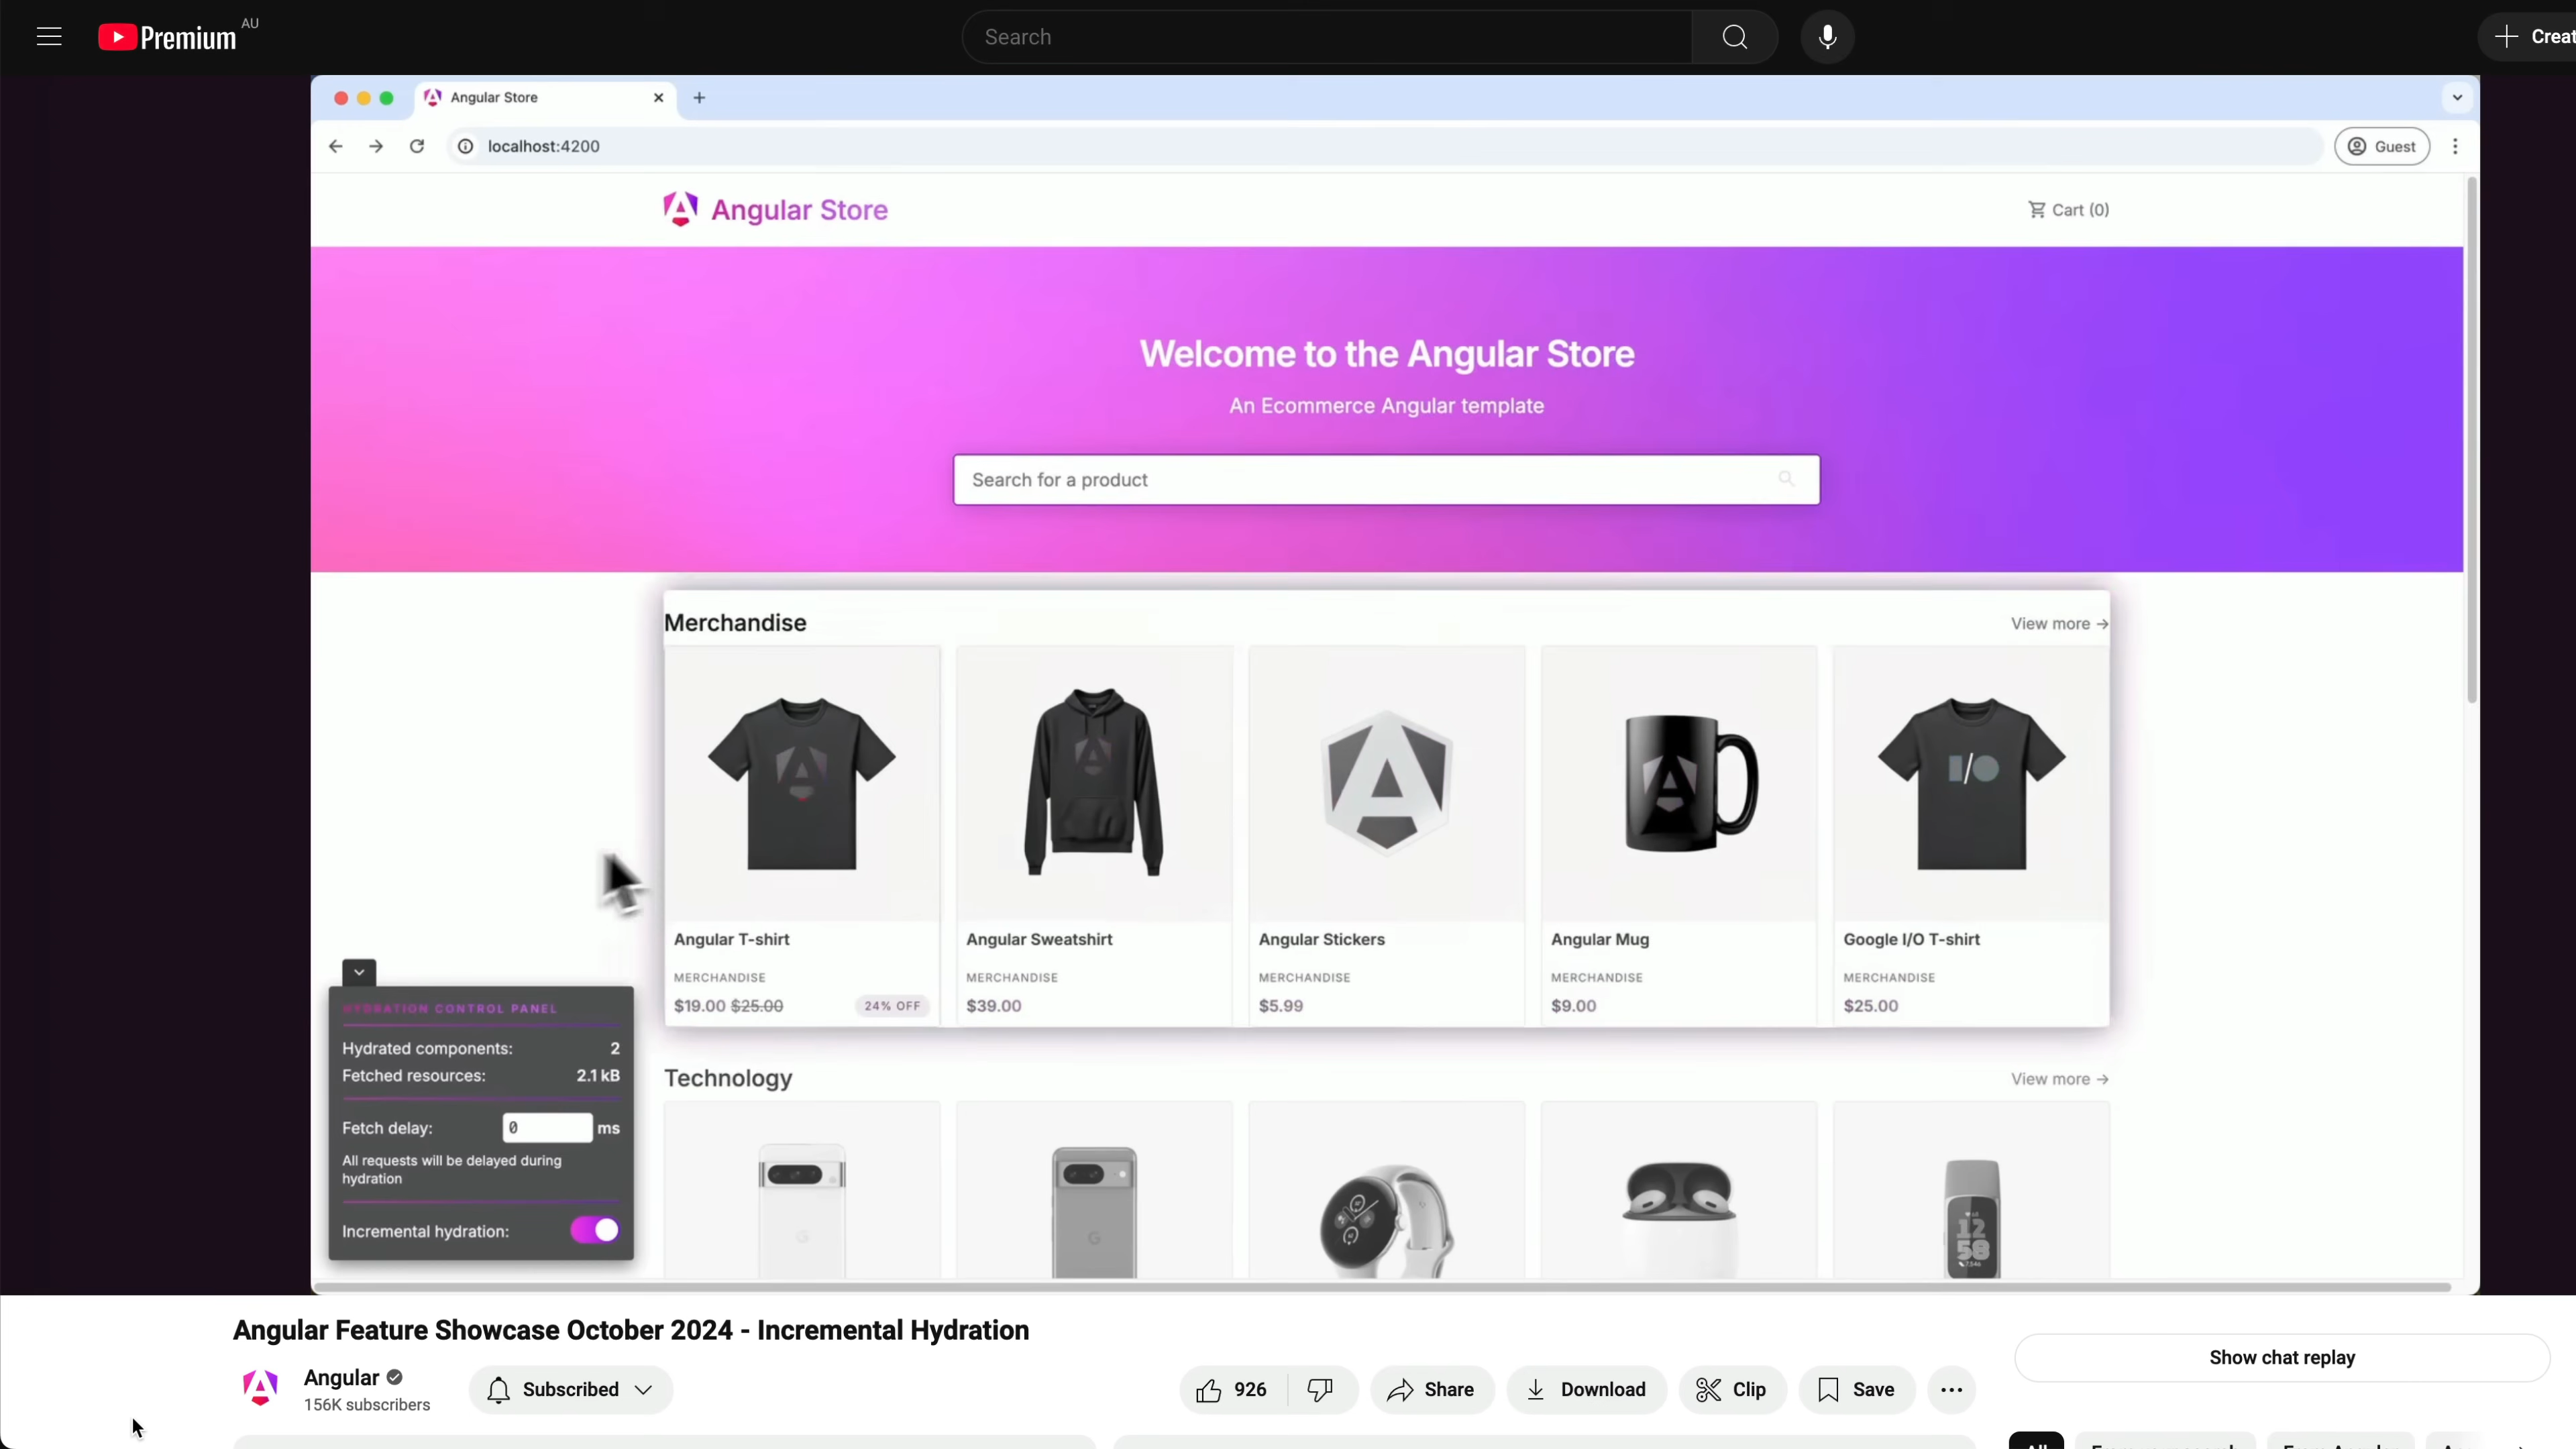 Premium AU
Search
Creat
Angular Store
localhost:4200
Guest
Angular Store
Cart (0)
Welcome to the Angular Store
An Ecommerce Angular template
Search for a product
Merchandise
View more →
Angular T-shirt
MERCHANDISE
$19.00 $25.00
24% OFF
Angular Sweatshirt
MERCHANDISE
$39.00
Angular Stickers
MERCHANDISE
$5.99
Angular Mug
MERCHANDISE
$9.00
I/O
Google I/O T-shirt
MERCHANDISE
$25.00
HYDRATION CONTROL PANEL
Hydrated components: 2
Fetched resources: 2.1 kB
Fetch delay: 0 ms
All requests will be delayed during
hydration
Incremental hydration:
Technology
View more →
12
58
Angular Feature Showcase October 2024 - Incremental Hydration
Angular
156K subscribers
Subscribed
926
Share
Download
Clip
Save
Show chat replay